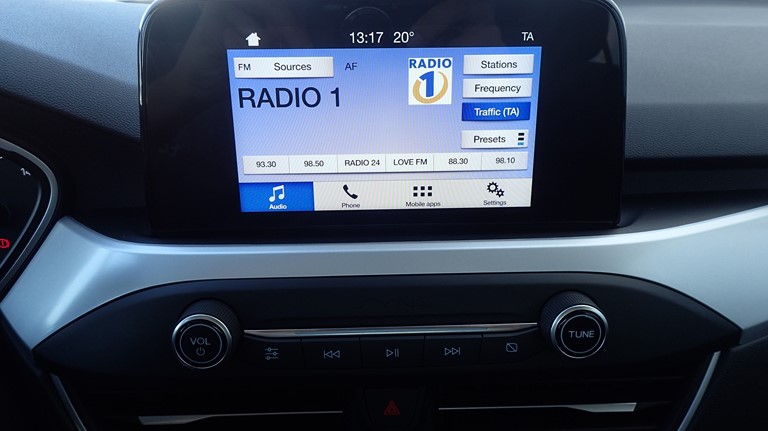 13:17 20° TA
FM Sources AF
RADIO
1
Stations
Frequency
Traffic (TA)
Presets
RADIO 1
93.30 98.50 RADIO 24 LOVE FM 88.30 98.10
Audio Phone Mobile apps Settings
VOL
TUNE